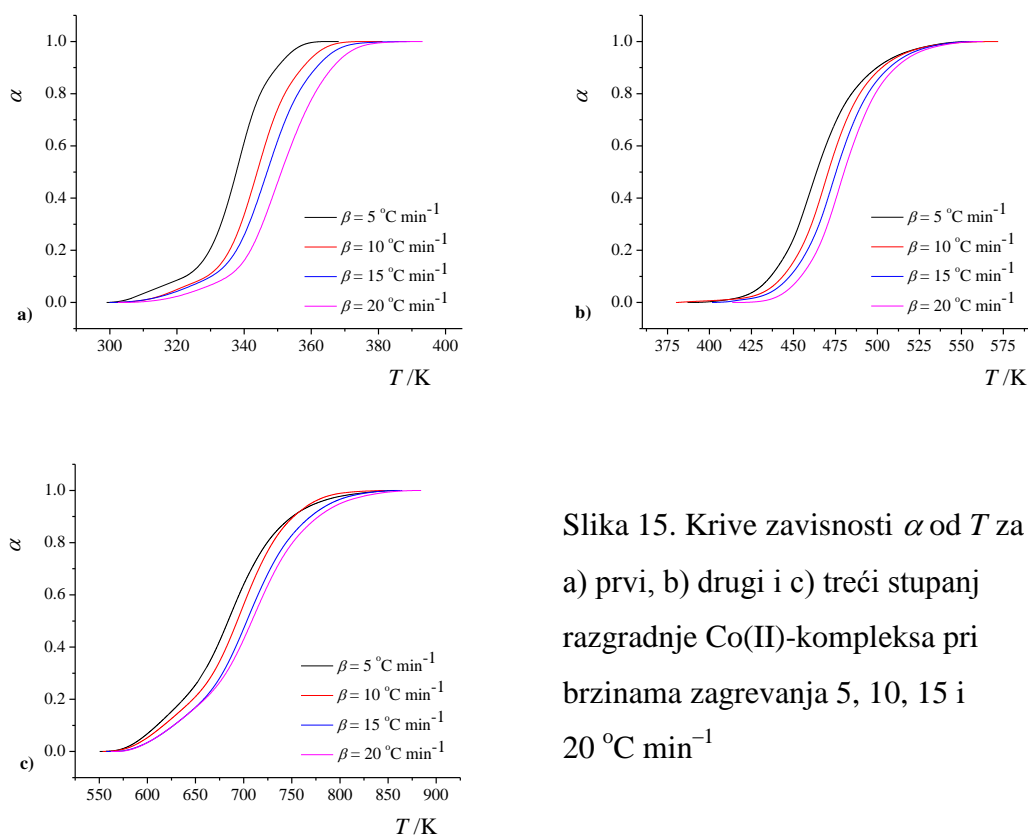 1.0
0.8
0.6
0.4
0.2
0.0
α
β = 5 °C min⁻¹
β = 10 °C min⁻¹
β = 15 °C min⁻¹
β = 20 °C min⁻¹
a)
300 320 340 360 380 400
T /K
1.0
0.8
0.6
0.4
0.2
0.0
α
β = 5 °C min⁻¹
β = 10 °C min⁻¹
β = 15 °C min⁻¹
β = 20 °C min⁻¹
b)
375 400 425 450 475 500 525 550 575
T /K
1.0
0.8
0.6
0.4
0.2
0.0
α
β = 5 °C min⁻¹
β = 10 °C min⁻¹
β = 15 °C min⁻¹
β = 20 °C min⁻¹
c)
550 600 650 700 750 800 850 900
T /K
Slika 15. Krive zavisnosti α od T za
a) prvi, b) drugi i c) treći stupanj
razgradnje Co(II)-kompleksa pri
brzinama zagrevanja 5, 10, 15 i
20 °C min⁻¹